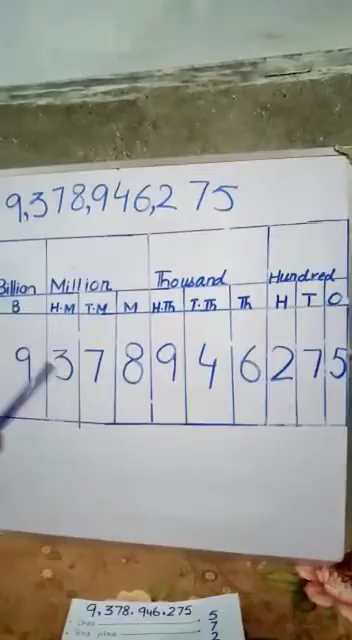 9,378,946,275
Billion Million Thousand Hundred
B H.M T.M M H.Th T.Th Th H T O
9 3 7 8 9 4 6 2 7 5
9,378,946,275
Ones 5
Tens place 7
2